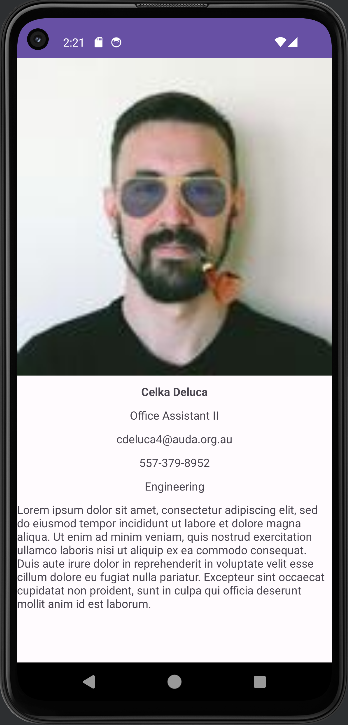 2:21
Celka Deluca
Office Assistant II
cdeluca4@auda.org.au
557-379-8952
Engineering
Lorem ipsum dolor sit amet, consectetur adipiscing elit, sed
do eiusmod tempor incididunt ut labore et dolore magna
aliqua. Ut enim ad minim veniam, quis nostrud exercitation
ullamco laboris nisi ut aliquip ex ea commodo consequat.
Duis aute irure dolor in reprehenderit in voluptate velit esse
cillum dolore eu fugiat nulla pariatur. Excepteur sint occaecat
cupidatat non proident, sunt in culpa qui officia deserunt
mollit anim id est laborum.